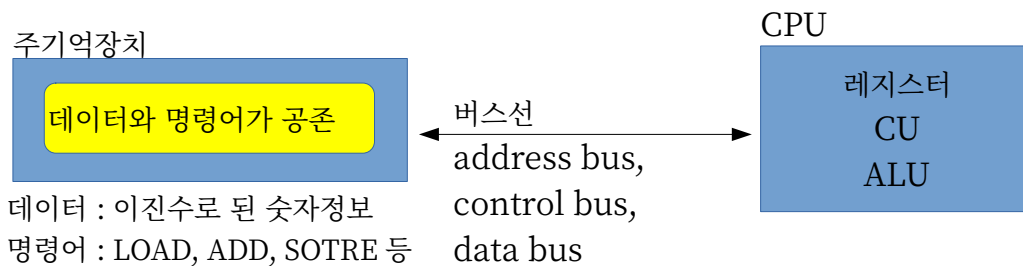 주기억장치
데이터와 명령어가 공존
데이터 : 이진수로 된 숫자정보
명령어 : LOAD, ADD, SOTRE 등
버스선
address bus,
control bus,
data bus
CPU
레지스터
CU
ALU